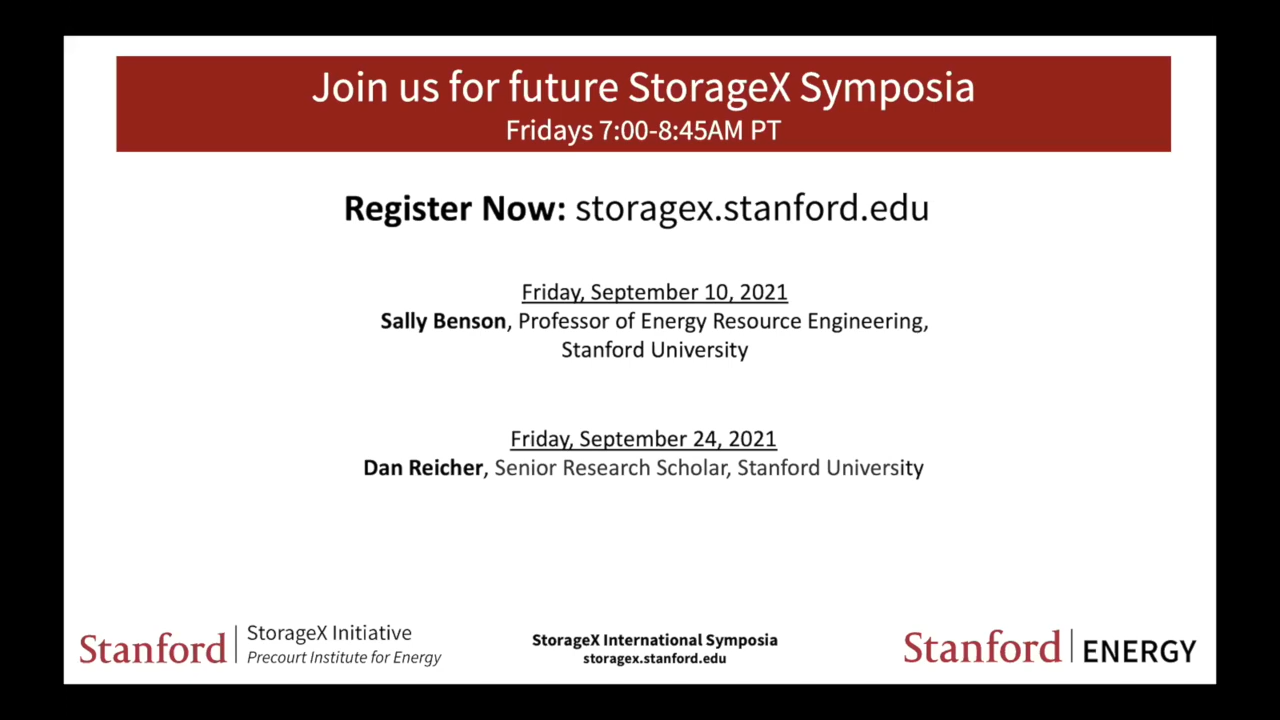 Join us for future StorageX Symposia
Fridays 7:00-8:45AM PT
Register Now: storagex.stanford.edu
Friday, September 10, 2021
Sally Benson, Professor of Energy Resource Engineering,
Stanford University
Friday, September 24, 2021
Dan Reicher, Senior Research Scholar, Stanford University
Stanford | StorageX Initiative
Precourt Institute for Energy
StorageX International Symposia
storagex.stanford.edu
Stanford | ENERGY